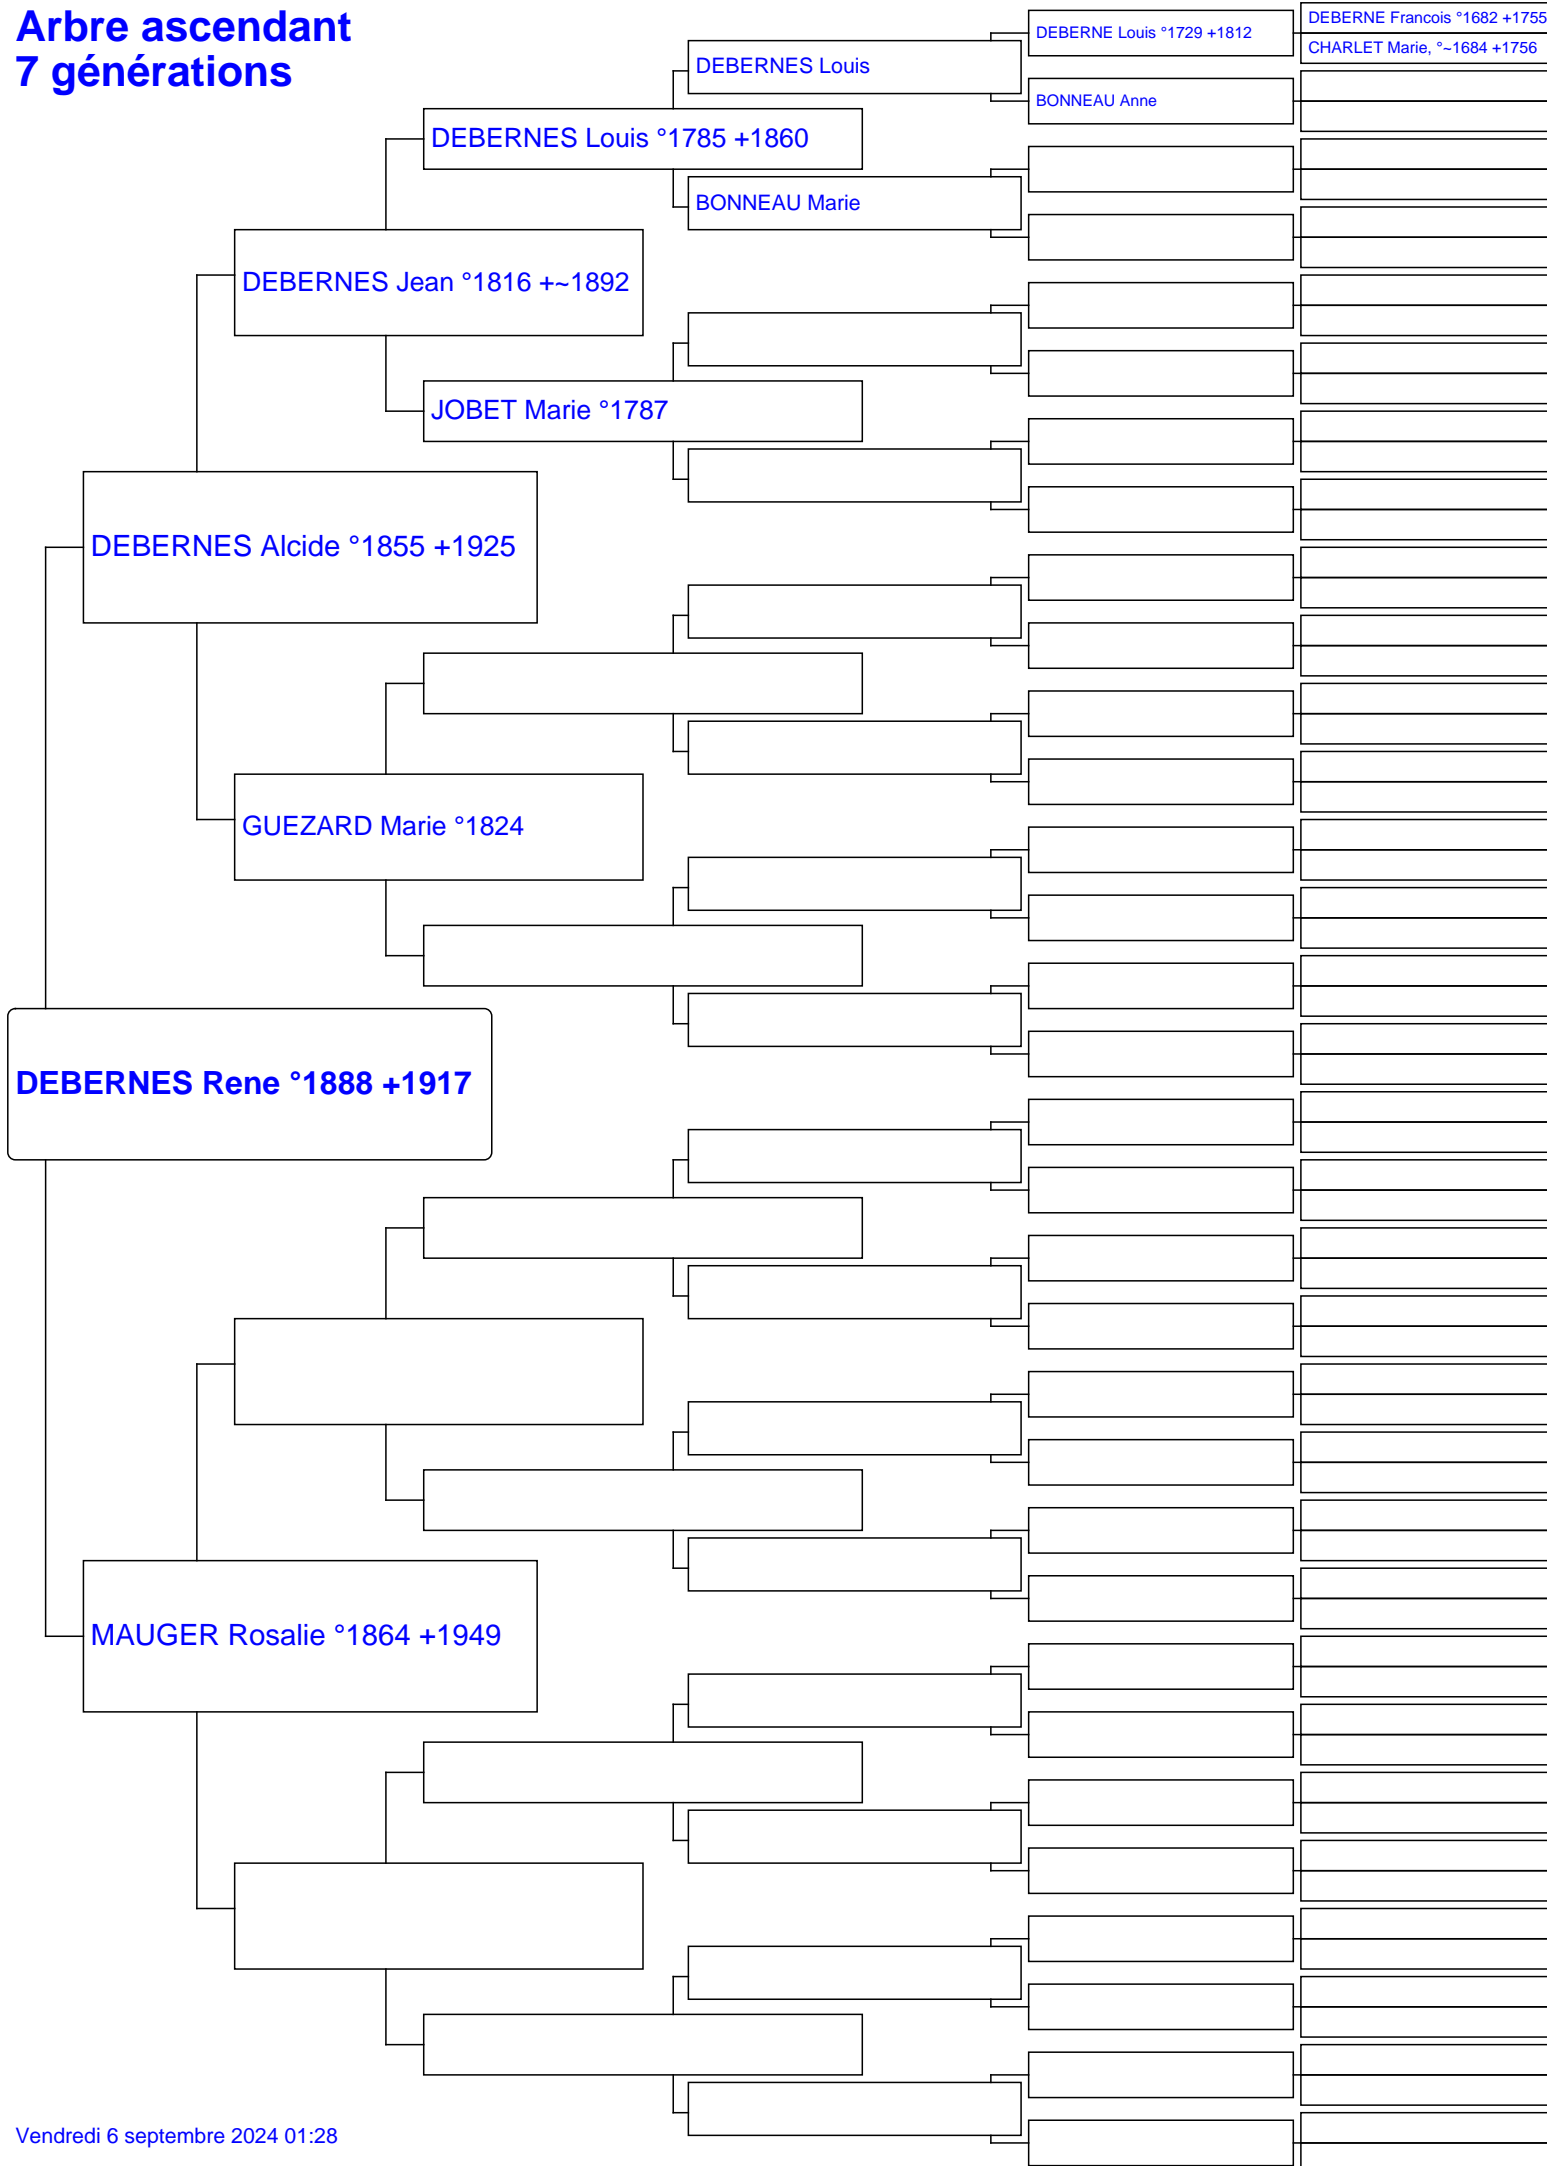 Arbre ascendant
7 générations
DEBERNE Francois °1682 +1755
DEBERNE Louis °1729 +1812
CHARLET Marie, °~1684 +1756
DEBERNES Louis
BONNEAU Anne
DEBERNES Louis °1785 +1860
BONNEAU Marie
DEBERNES Jean °1816 +~1892
JOBET Marie °1787
DEBERNES Alcide °1855 +1925
GUEZARD Marie °1824
DEBERNES Rene °1888 +1917
MAUGER Rosalie °1864 +1949
Vendredi 6 septembre 2024 01:28